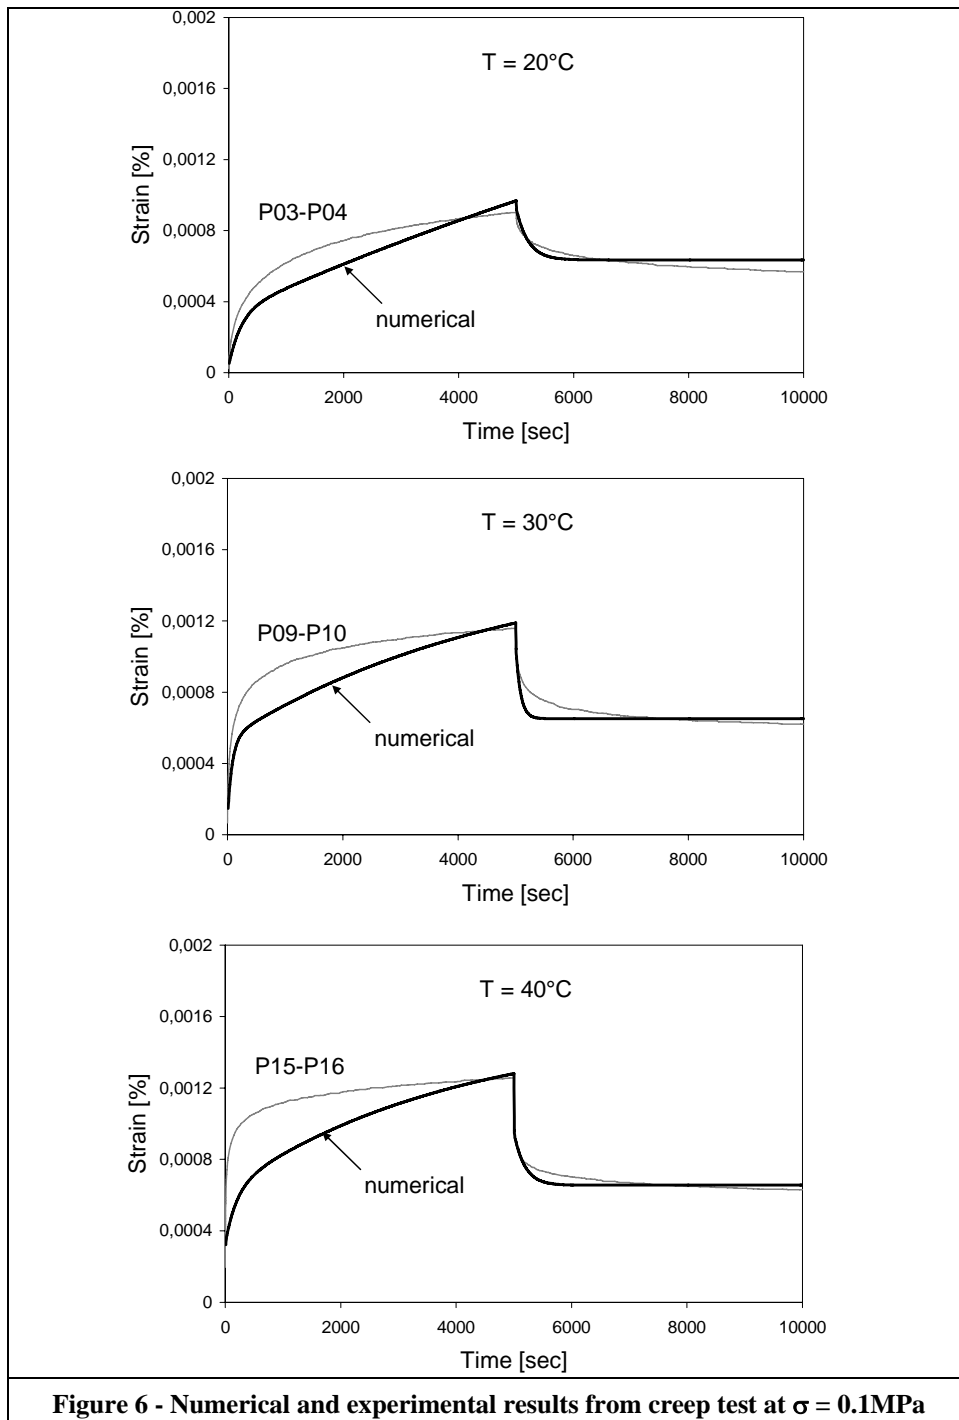 0,002
T = 20°C
0,0016
0,0012
Strain [%]
P03-P04
0,0008
0,0004
numerical
0
0 2000 4000 6000 8000 10000
Time [sec]
0,002
T = 30°C
0,0016
0,0012
Strain [%]
P09-P10
0,0008
numerical
0,0004
0
0 2000 4000 6000 8000 10000
Time [sec]
0,002
T = 40°C
0,0016
Strain [%]
P15-P16
0,0012
0,0008
numerical
0,0004
0
0 2000 4000 6000 8000 10000
Time [sec]
Figure 6 - Numerical and experimental results from creep test at σ = 0.1MPa